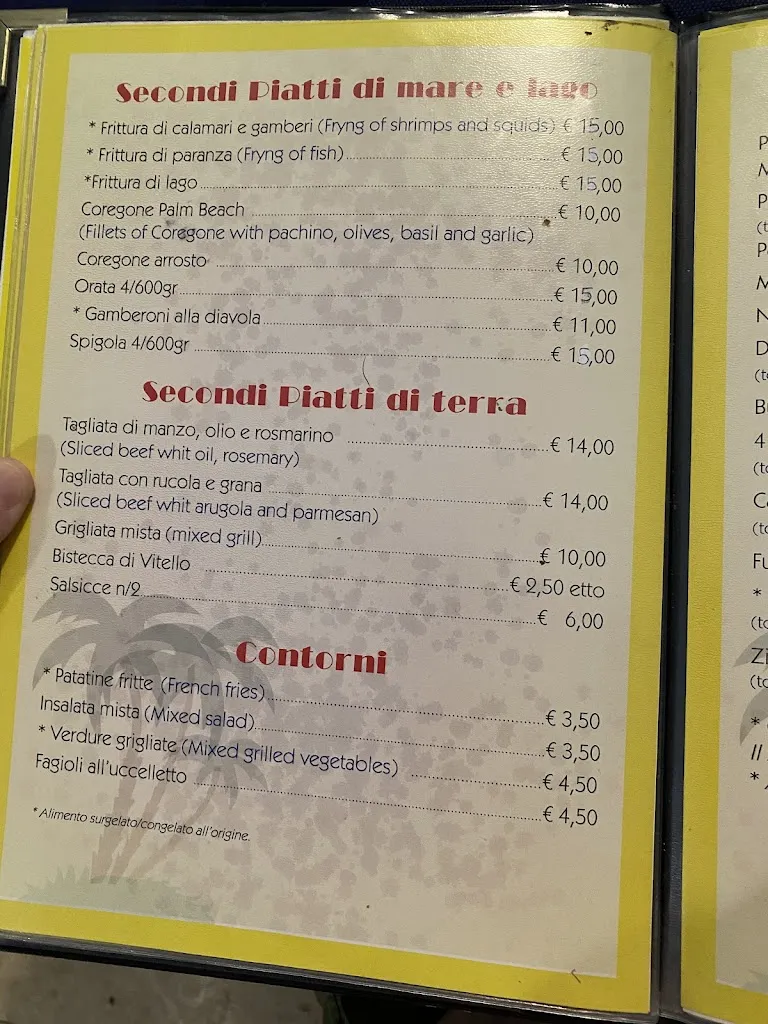 Secondi Piatti di mare e lago
* Frittura di calamari e gamberi (Fryng of shrimps and squids) € 15,00
* Frittura di paranza (Fryng of fish) € 15,00
*Frittura di lago € 15,00
Coregone Palm Beach € 10,00
(Fillets of Coregone with pachino, olives, basil and garlic)
Coregone arrosto € 10,00
Orata 4/600gr € 15,00
* Gamberoni alla diavola € 11,00
Spigola 4/600gr € 15,00
Secondi Piatti di terra
Tagliata di manzo, olio e rosmarino € 14,00
(Sliced beef whit oil, rosemary)
Tagliata con rucola e grana € 14,00
(Sliced beef whit arugola and parmesan)
Grigliata mista (mixed grill) € 10,00
Bistecca di Vitello € 2,50 etto
Salsicce n/2 € 6,00
Contorni
* Patatine fritte (French fries) € 3,50
Insalata mista (Mixed salad) € 3,50
* Verdure grigliate (Mixed grilled vegetables) € 4,50
Fagioli all'uccelletto € 4,50
* Alimento surgelato/congelato all'origine.